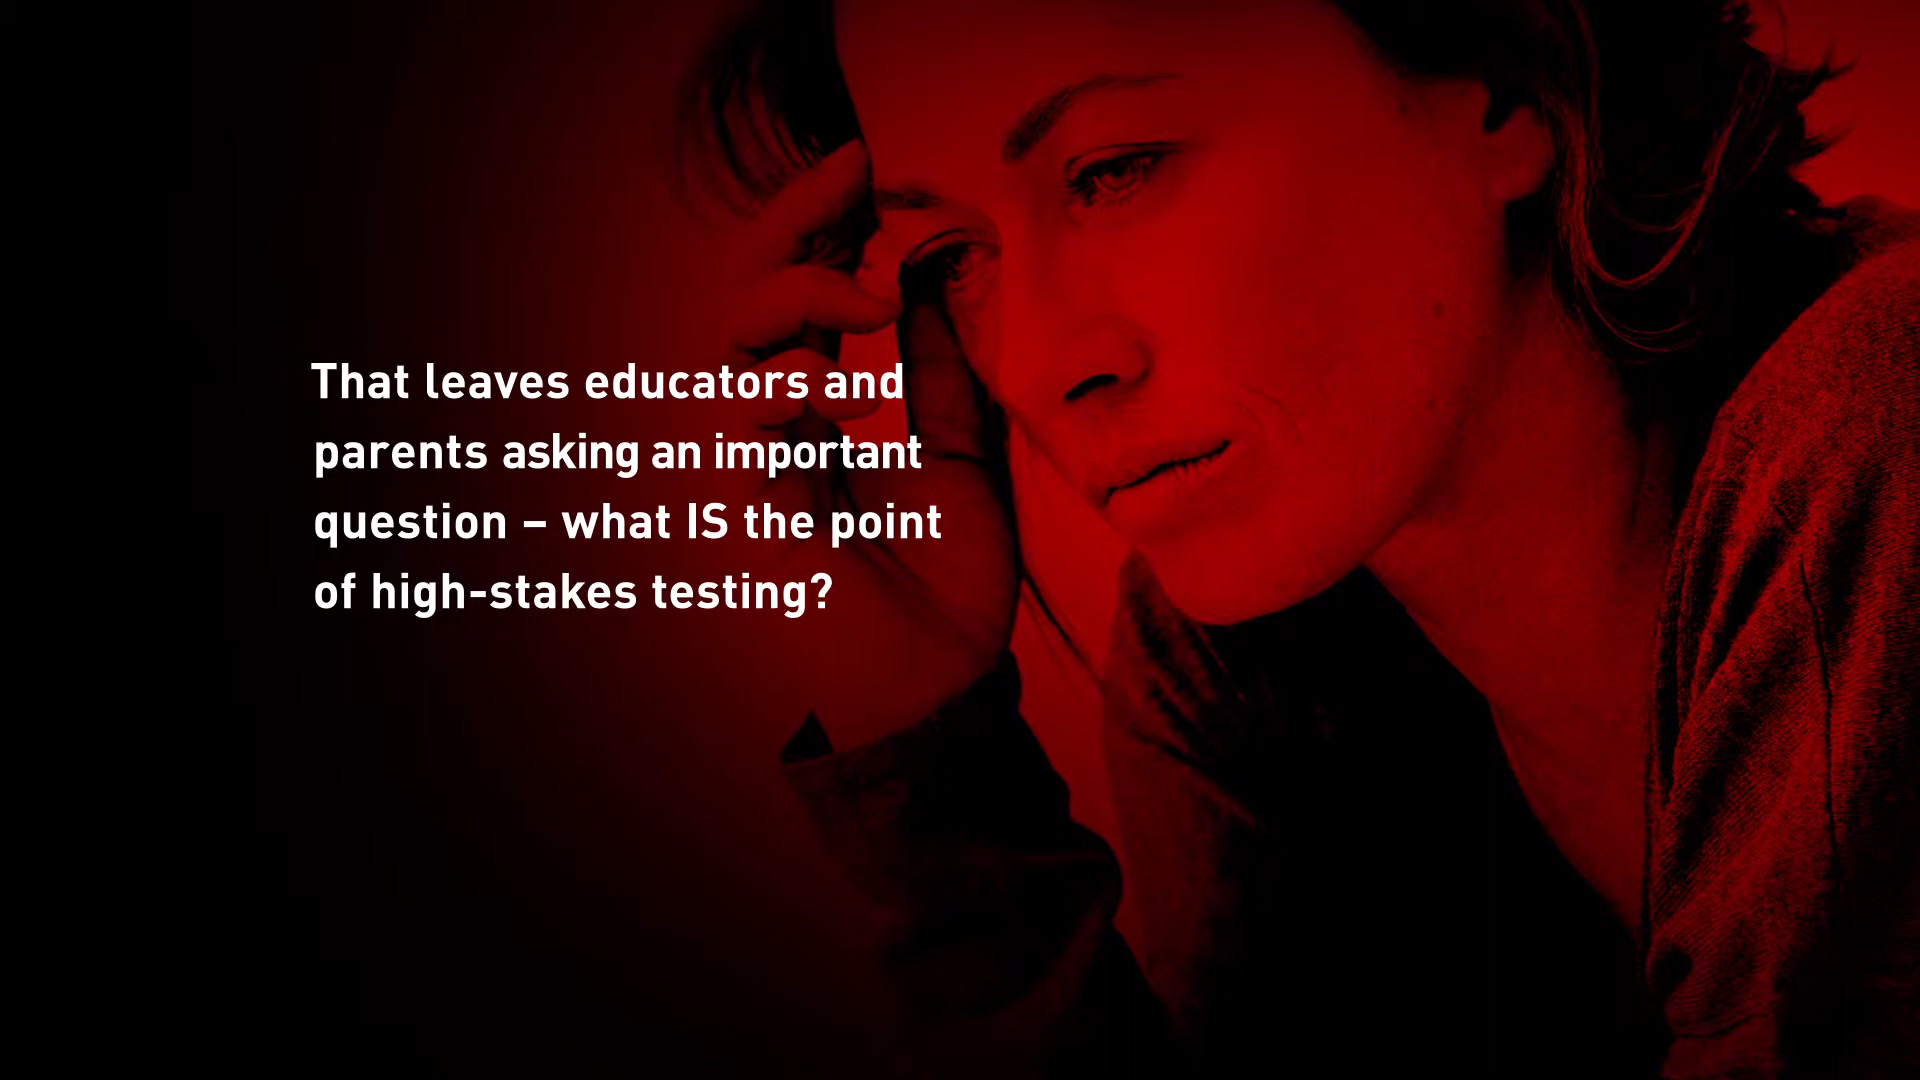 That leaves educators and
parents asking an important
question – what IS the point
of high-stakes testing?